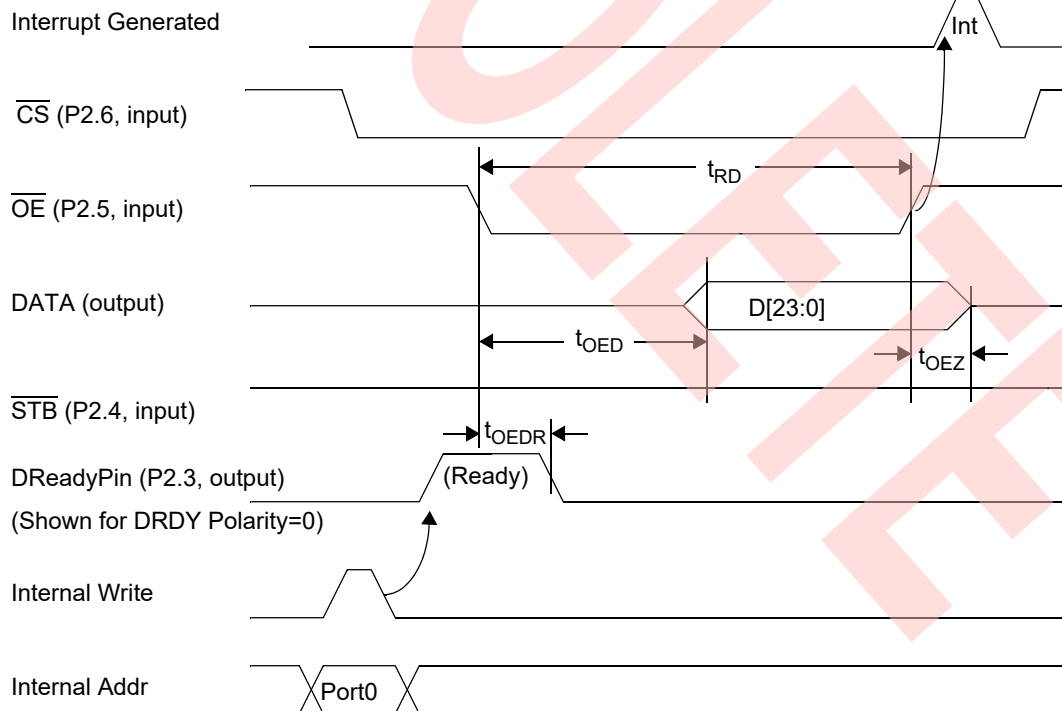 Interrupt Generated
Int
CS (P2.6, input)
tRD
OE (P2.5, input)
DATA (output)
D[23:0]
tOED
tOEZ
STB (P2.4, input)
tOEDR
DReadyPin (P2.3, output)
(Ready)
(Shown for DRDY Polarity=0)
Internal Write
Internal Addr
Port0